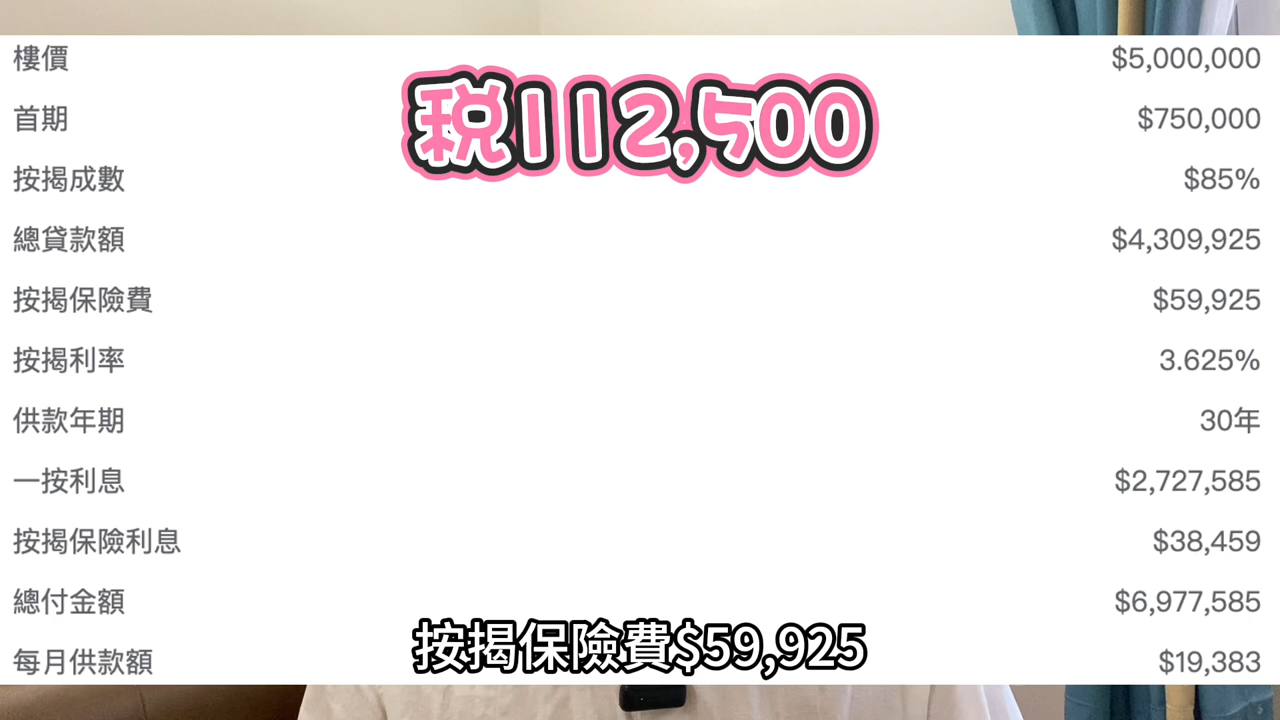 樓價 $5,000,000
税112,500
首期 $750,000
按揭成數 $85%
總貸款額 $4,309,925
按揭保險費 $59,925
按揭利率 3.625%
供款年期 30年
一按利息 $2,727,585
按揭保險利息 $38,459
總付金額 $6,977,585
按揭保險費$59,925
每月供款額 $19,383